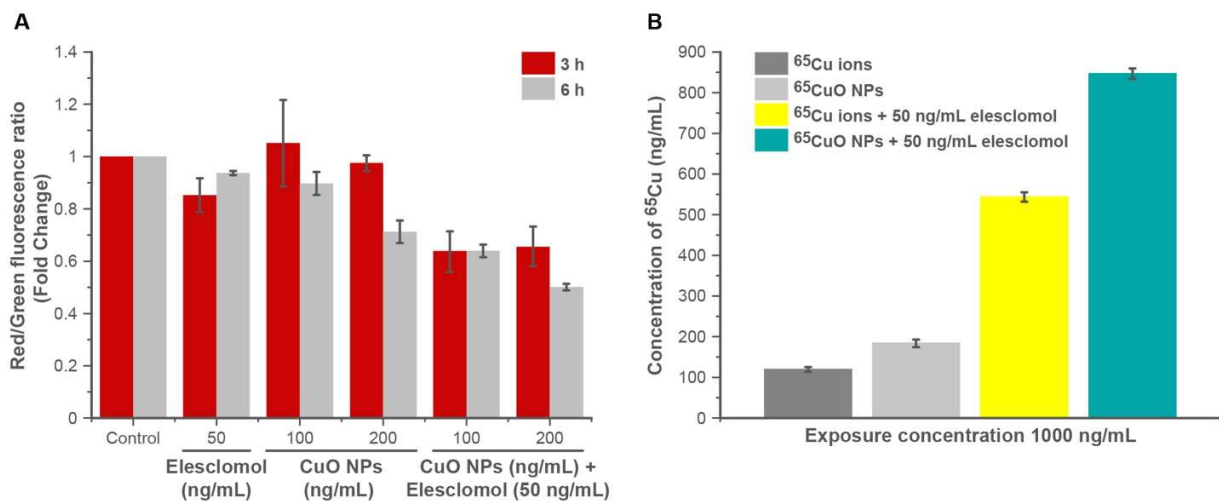 A
Red/Green fluorescence ratio
(Fold Change)
1.4
1.2
1
0.8
0.6
0.4
0.2
0
3 h
6 h
Control
50
100
200
100
200
Elesclomol
(ng/mL)
CuO NPs
(ng/mL)
CuO NPs (ng/mL) +
Elesclomol (50 ng/mL)
B
Concentration of ⁶⁵Cu (ng/mL)
900
800
700
600
500
400
300
200
100
0
⁶⁵Cu ions
⁶⁵CuO NPs
⁶⁵Cu ions + 50 ng/mL elesclomol
⁶⁵CuO NPs + 50 ng/mL elesclomol
Exposure concentration 1000 ng/mL